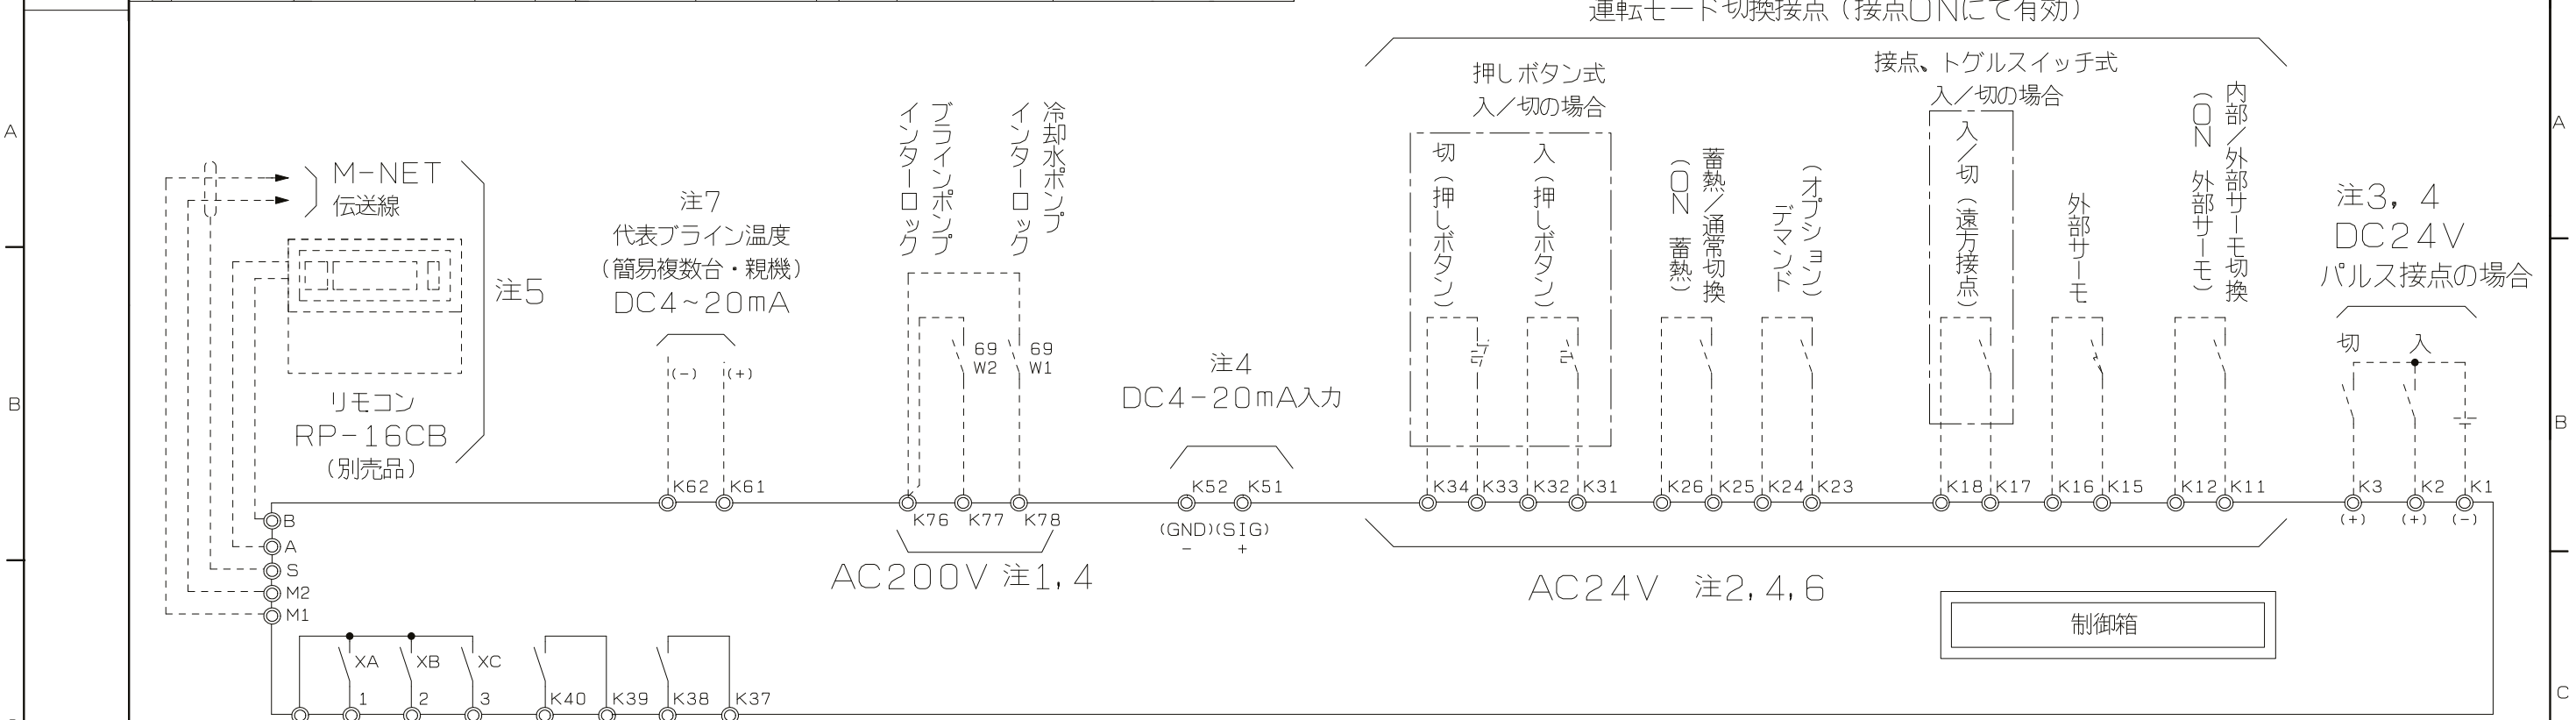 運転モード切換接点（接点ONにて有効）
押しボタン式
入／切の場合
接点、トグルスイッチ式
入／切の場合
A
A
M-NET
伝送線
注5
リモコン
RP-16CB
（別売品）
注7
代表ブライン温度
（簡易複数台・親機）
DC4~20mA
(-)
(+)
ブラインポンプ
インターロック
冷却水ポンプ
インターロック
69
W2
69
W1
注4
DC4-20mA入力
切（押しボタン）
入（押しボタン）
蓄熱／通常切換
（ON 蓄熱）
（オプション）
デマンド
入／切（遠方接点）
外部サーモ
内部／外部サーモ切換
（ON 外部サーモ）
注3，4
DC24V
パルス接点の場合
切
入
B
B
K62
K61
K76
K77
K78
K52
K51
K34
K33
K32
K31
K26
K25
K24
K23
K18
K17
K16
K15
K12
K11
K3
K2
K1
(GND)(SIG)
-
+
(+)
(+)
(-)
B
A
S
M2
M1
AC200V 注1,4
AC24V 注2,4,6
制御箱
XA
XB
XC
1
2
3
K40
K39
K38
K37
C